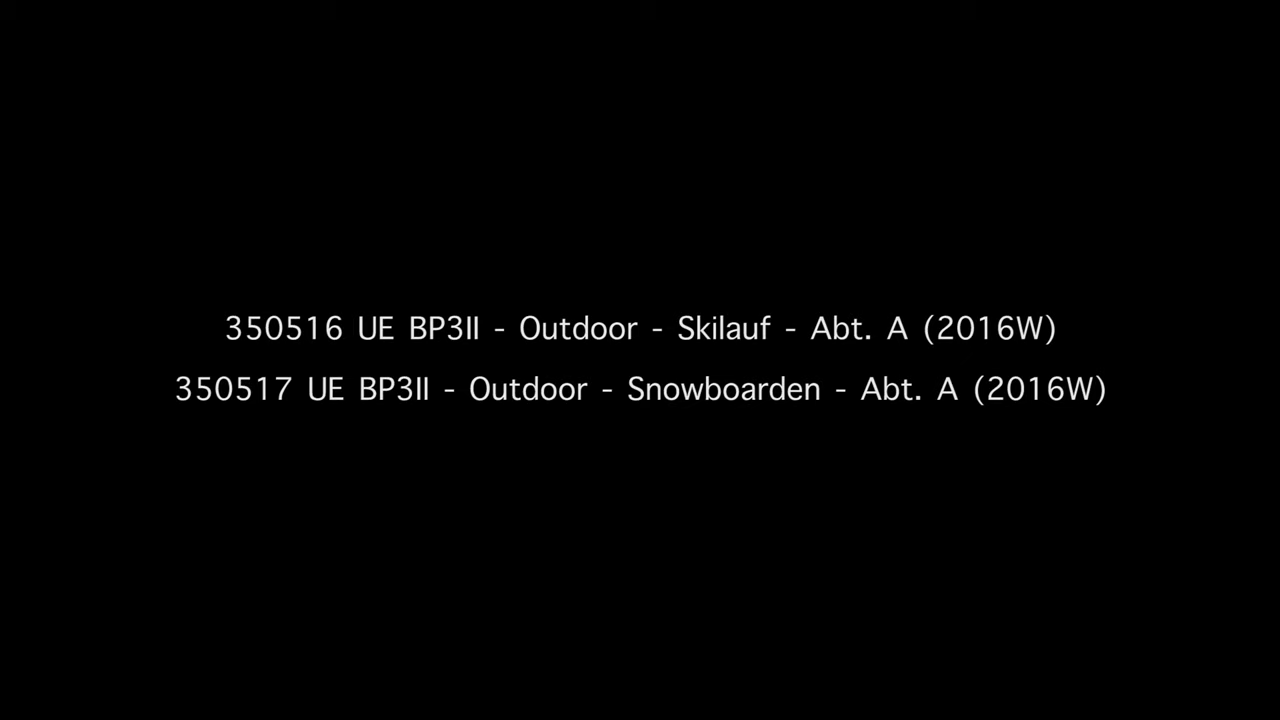 350516 UE BP3II - Outdoor - Skilauf - Abt. A (2016W)
350517 UE BP3II - Outdoor - Snowboarden - Abt. A (2016W)